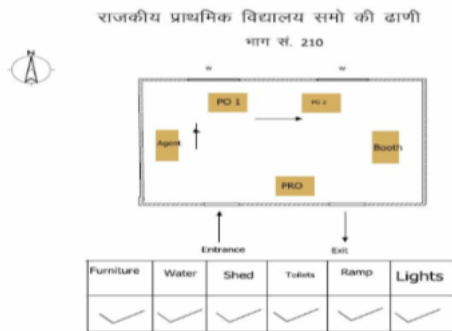 राजकीय प्राथमिक विद्यालय समो की ढाणी
भाग सं. 210
N
W W
PO 1 PO 2
Agent Booth
PRO
Entrance Exit
Furniture Water Shed Toilets Ramp Lights